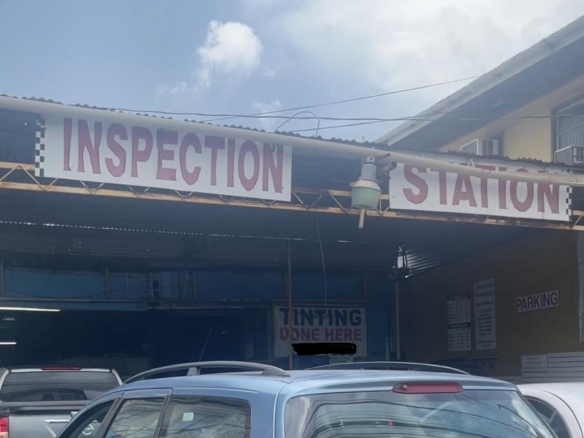 INSPECTION STATION
TINTING
DONE HERE
PARKING